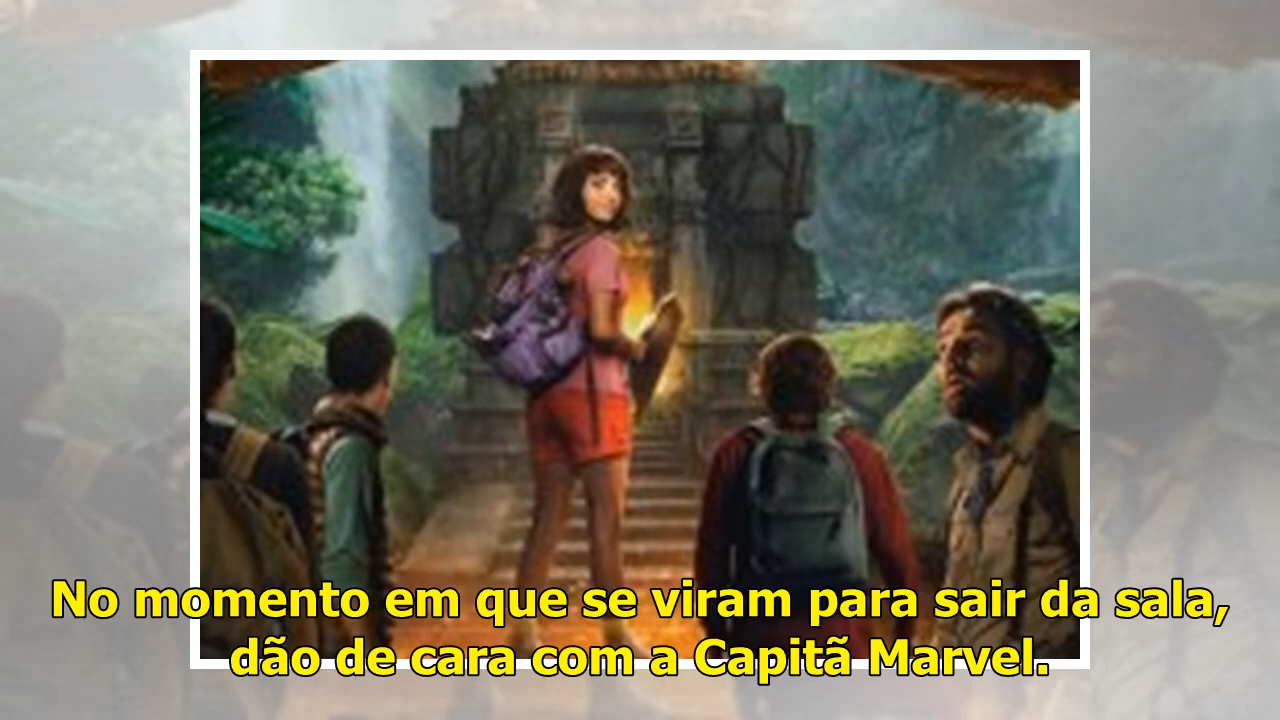 No momento em que se viram para sair da sala,
dão de cara com a Capitã Marvel.